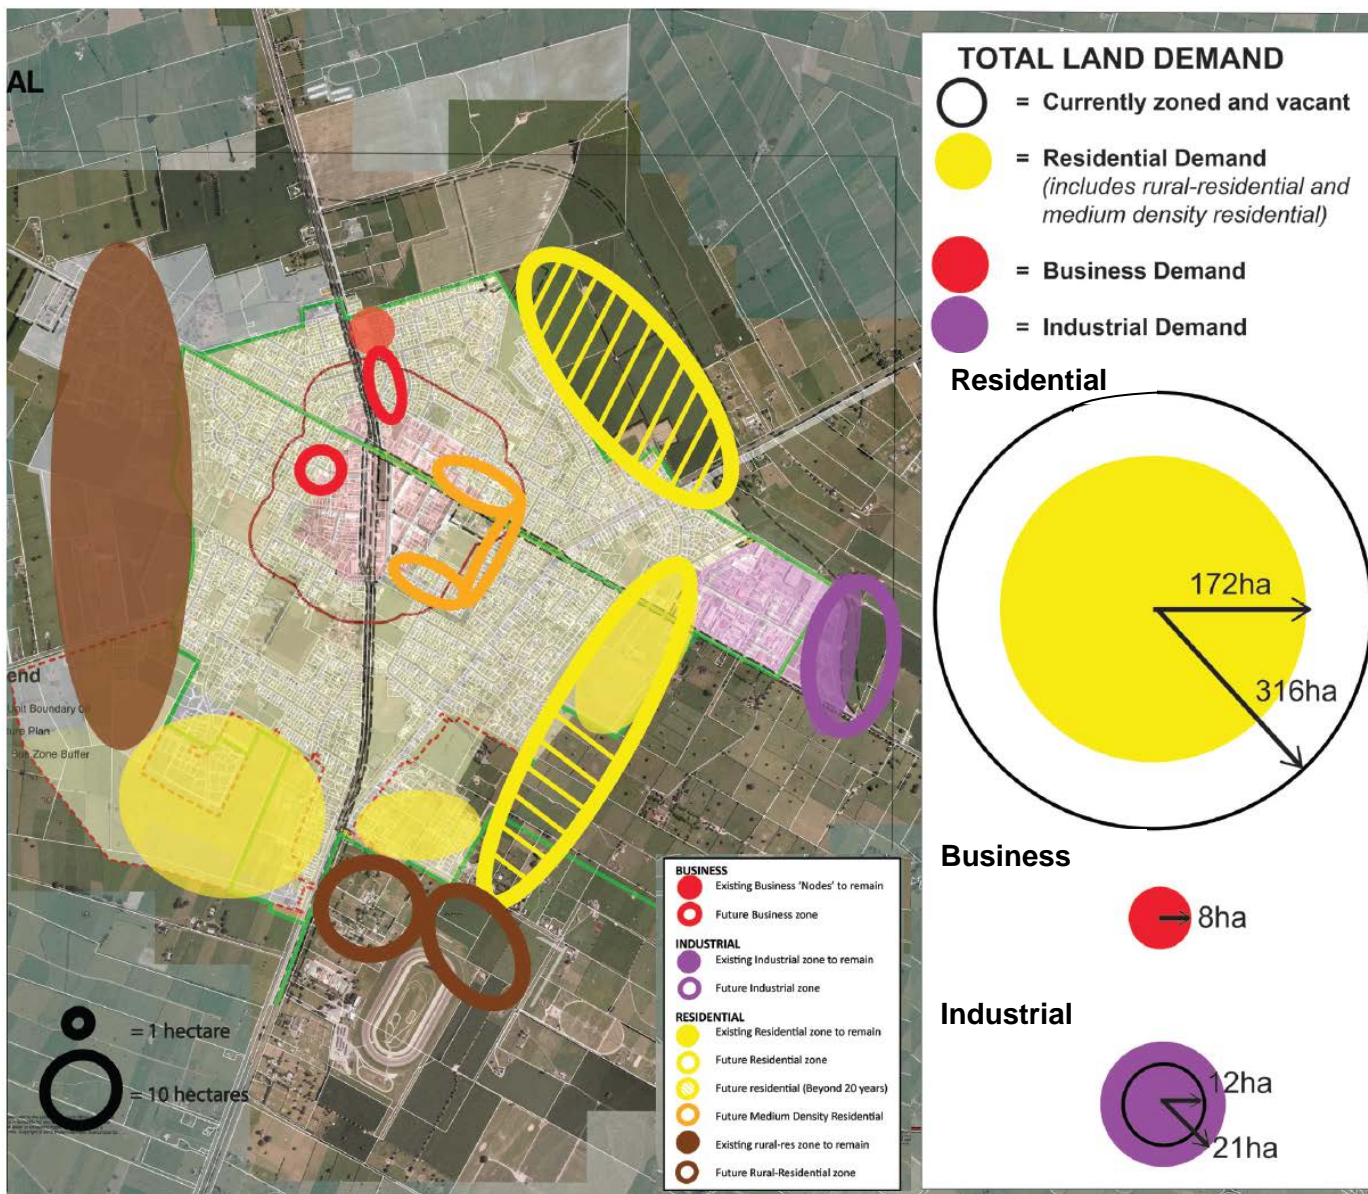 AL
TOTAL LAND DEMAND
= Currently zoned and vacant
= Residential Demand
(includes rural-residential and
medium density residential)
= Business Demand
= Industrial Demand
Residential
172ha
316ha
Business
8ha
Industrial
12ha
21ha
end
Unit Boundary
ure Plan
Zone Buffer
BUSINESS
Existing Business 'Nodes' to remain
Future Business zone
INDUSTRIAL
Existing Industrial zone to remain
Future Industrial zone
RESIDENTIAL
Existing Residential zone to remain
Future Residential zone
Future residential (Beyond 20 years)
Future Medium Density Residential
Existing rural-res zone to remain
Future Rural-Residential zone
= 1 hectare
= 10 hectares